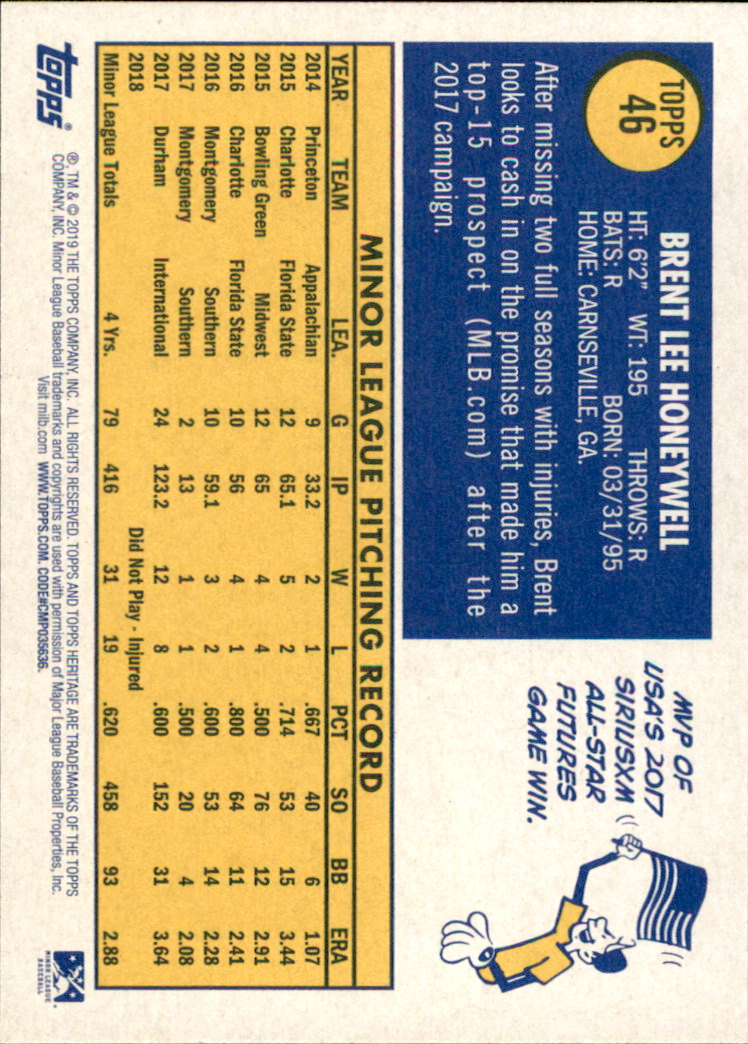 TOPPS
46
BRENT LEE HONEYWELL
HT: 6'2" WT: 195 THROWS: R
BATS: R BORN: 03/31/95
HOME: CARNSEVILLE, GA.
After missing two full seasons with injuries, Brent
looks to cash in on the promise that made him a
top-15 prospect (MLB.com) after the
2017 campaign.
MVP OF
USA'S 2017
SIRIUSXM
ALL-STAR
FUTURES
GAME WIN.
MINOR LEAGUE PITCHING RECORD
YEAR TEAM LEA. G IP W L PCT SO BB ERA
2014 Princeton Appalachian 9 33.2 2 1 .667 40 6 1.07
2015 Charlotte Florida State 12 65.1 5 2 .714 53 15 3.44
2015 Bowling Green Midwest 12 65 4 4 .500 76 12 2.91
2016 Charlotte Florida State 10 56 4 1 .800 64 11 2.41
2016 Montgomery Southern 10 59.1 3 2 .600 53 14 2.28
2017 Montgomery Southern 2 13 1 1 .500 20 4 2.08
2017 Durham International 24 123.2 12 8 .600 152 31 3.64
2018 Did Not Play - Injured
Minor League Totals 4 Yrs. 79 416 31 19 .620 458 93 2.88
topps®
®, TM & © 2019 THE TOPPS COMPANY, INC. ALL RIGHTS RESERVED. TOPPS AND TOPPS HERITAGE ARE TRADEMARKS OF THE TOPPS
COMPANY, INC. Minor League Baseball trademarks and copyrights are used with permission of Major League Baseball Properties, Inc.
Visit milb.com WWW.TOPPS.COM. CODE#CMP035636.
MINOR LEAGUE
BASEBALL